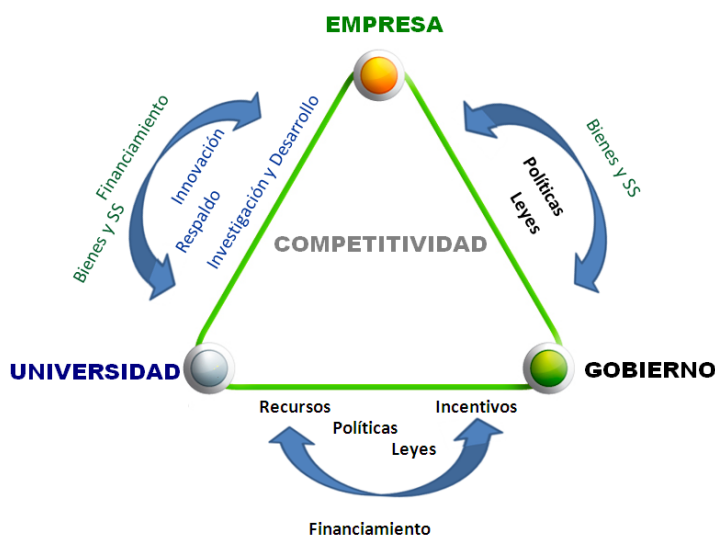 EMPRESA
Financiamiento
Bienes y SS
Innovación
Respaldo
Investigación y Desarrollo
Bienes y SS
Políticas
Leyes
COMPETITIVIDAD
UNIVERSIDAD
GOBIERNO
Recursos
Incentivos
Políticas
Leyes
Financiamiento